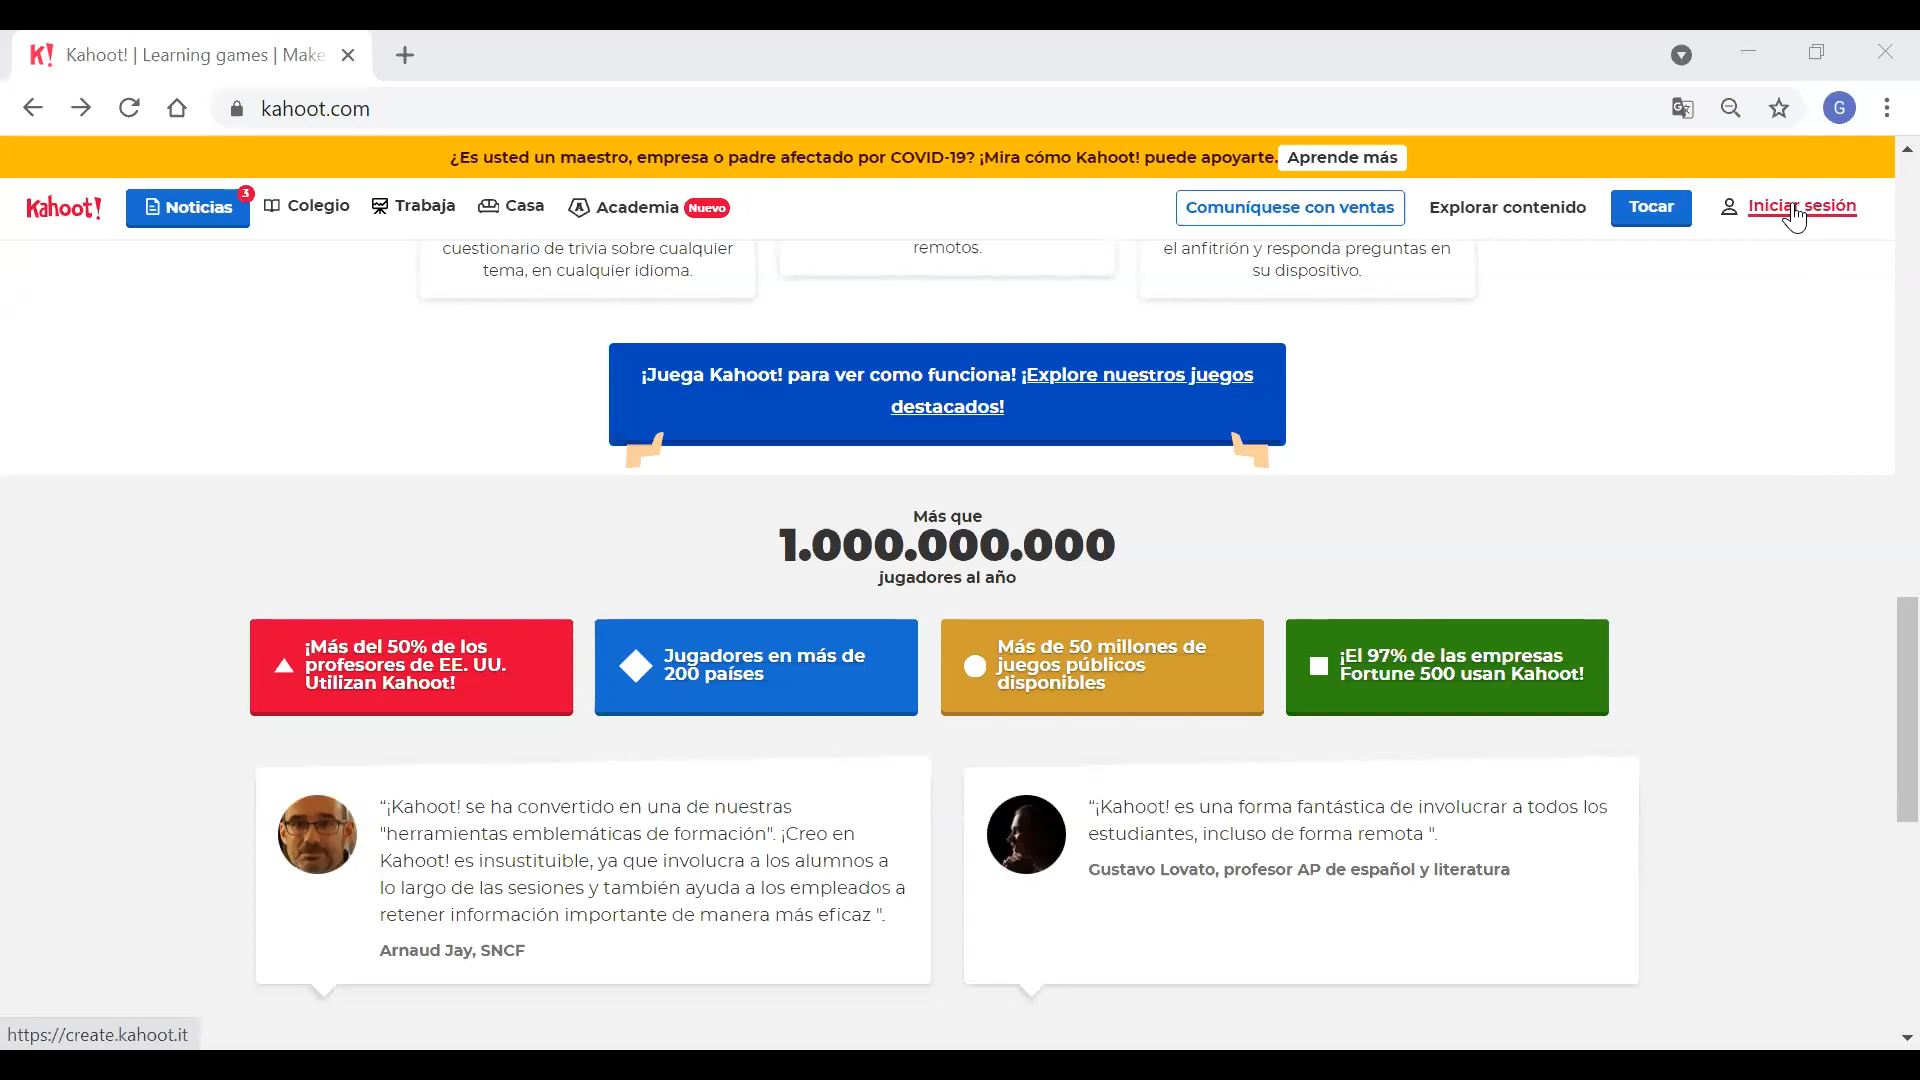 K! Kahoot! | Learning games | Make
kahoot.com
G
¿Es usted un maestro, empresa o padre afectado por COVID-19? ¡Mira cómo Kahoot! puede apoyarte. Aprende más
Kahoot! Noticias 3 Colegio Trabaja Casa Academia Nuevo Comuníquese con ventas Explorar contenido Tocar Iniciar sesión
cuestionario de trivia sobre cualquier
tema, en cualquier idioma.
remotos.
el anfitrión y responda preguntas en
su dispositivo.
¡Juega Kahoot! para ver como funciona! ¡Explore nuestros juegos
destacados!
Más que
1.000.000.000
jugadores al año
¡Más del 50% de los
profesores de EE. UU.
Utilizan Kahoot!
Jugadores en más de
200 países
Más de 50 millones de
juegos públicos
disponibles
¡El 97% de las empresas
Fortune 500 usan Kahoot!
“¡Kahoot! se ha convertido en una de nuestras
"herramientas emblemáticas de formación". ¡Creo en
Kahoot! es insustituible, ya que involucra a los alumnos a
lo largo de las sesiones y también ayuda a los empleados a
retener información importante de manera más eficaz ".
Arnaud Jay, SNCF
“¡Kahoot! es una forma fantástica de involucrar a todos los
estudiantes, incluso de forma remota ".
Gustavo Lovato, profesor AP de español y literatura
https://create.kahoot.it